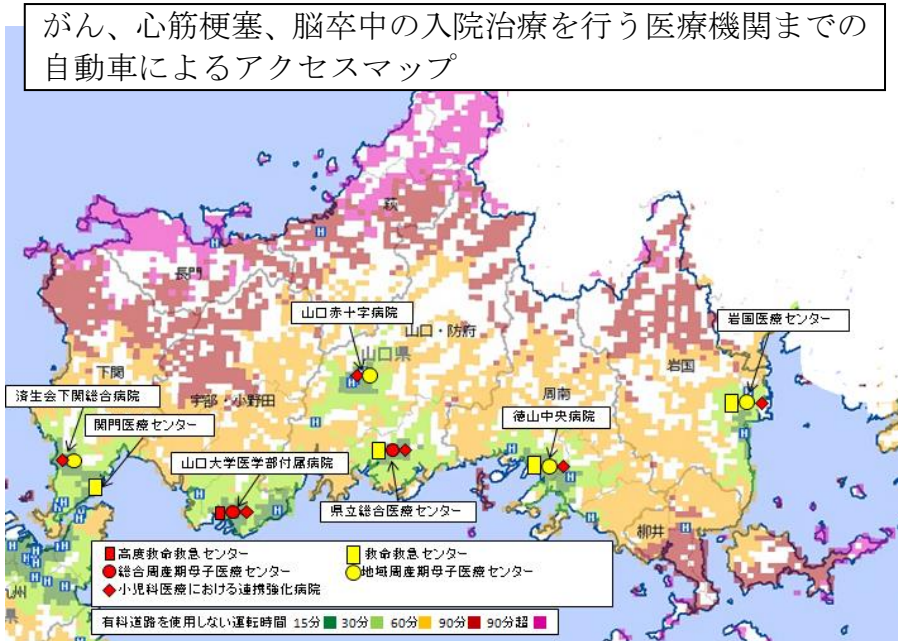 がん、心筋梗塞、脳卒中の入院治療を行う医療機関までの
自動車によるアクセスマップ
萩
長門
山口赤十字病院
岩国医療センター
山口・防府
山口県
下関
岩国
済生会下関総合病院
宇部・小野田
周南
徳山中央病院
関門医療センター
山口大学医学部付属病院
県立総合医療センター
柳井
高度救命救急センター
救命救急センター
総合周産期母子医療センター
地域周産期母子医療センター
小児科医療における連携強化病院
九州
県
有料道路を使用しない運転時間 15分 30分 60分 90分 90分超
H
H
H
H
H
H
H
H
H
H
H
H
H
H